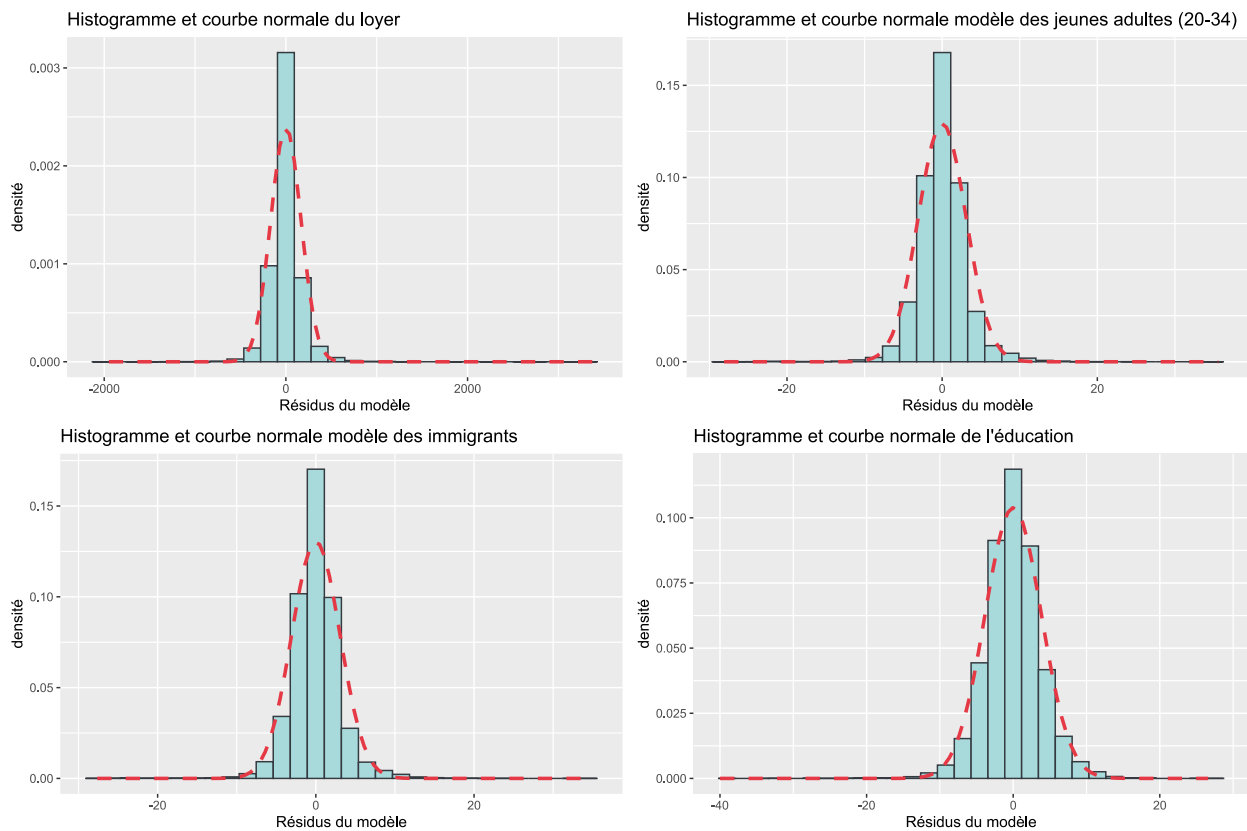 Histogramme et courbe normale du loyer
0.003
0.002
0.001
0.000
densité
-2000
0
2000
Résidus du modèle
Histogramme et courbe normale modèle des jeunes adultes (20-34)
0.15
0.10
0.05
0.00
densité
-20
0
20
Résidus du modèle
Histogramme et courbe normale modèle des immigrants
0.15
0.10
0.05
0.00
densité
-20
0
20
Résidus du modèle
Histogramme et courbe normale de l'éducation
0.100
0.075
0.050
0.025
0.000
densité
-40
-20
0
20
Résidus du modèle